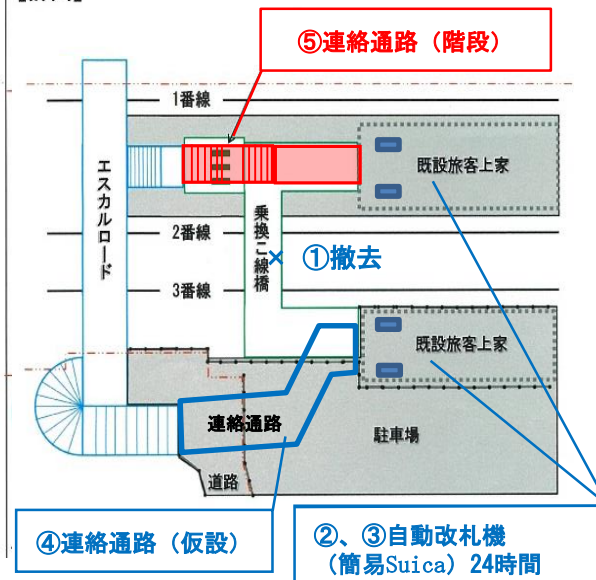 ⑤連絡通路（階段）
1番線
既設旅客上家
エスカルロード
乗換こ線橋
2番線
①撤去
3番線
既設旅客上家
連絡通路
駐車場
道路
④連絡通路（仮設）
②、③自動改札機
（簡易Suica）24時間